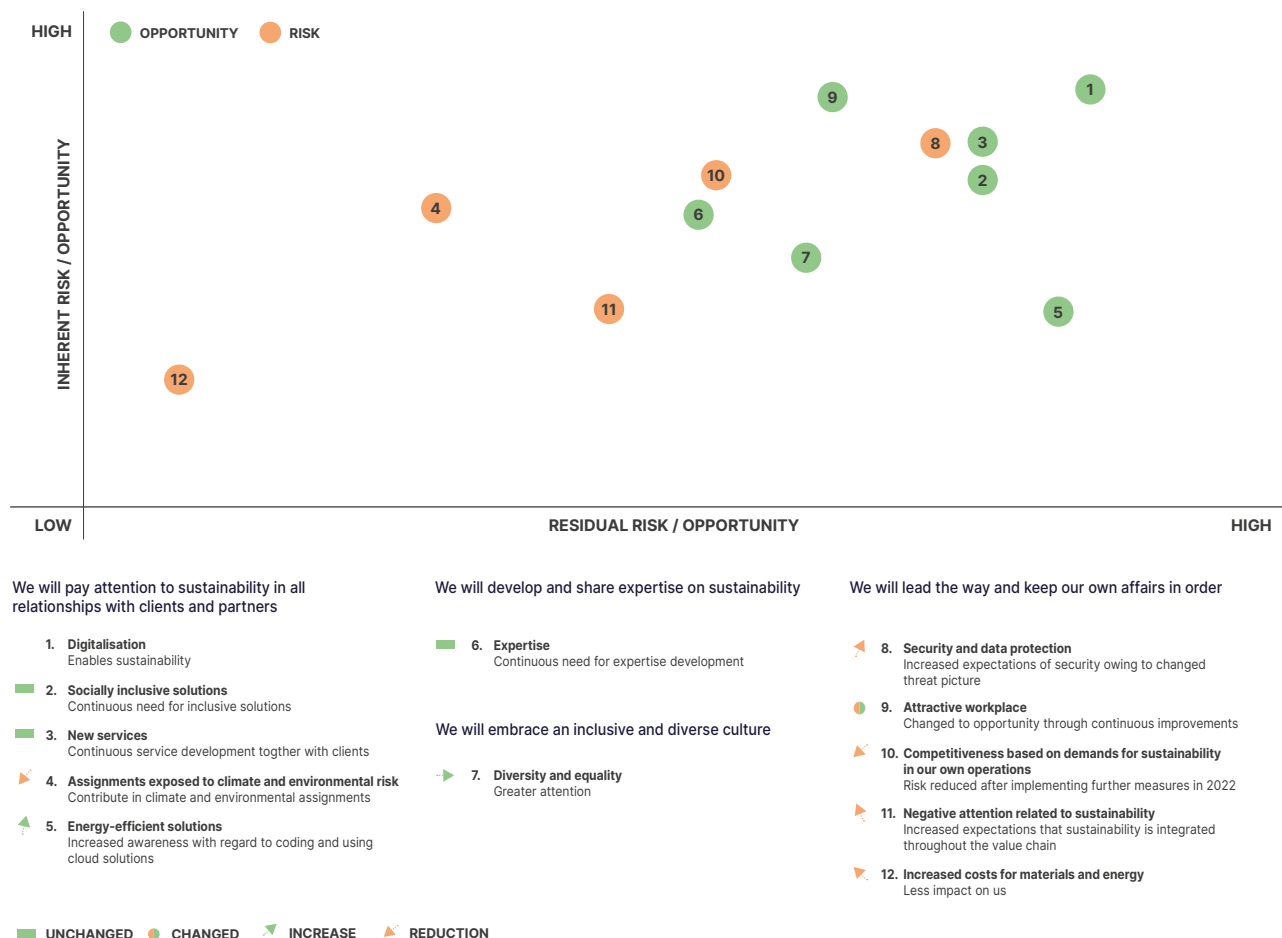 HIGH
OPPORTUNITY
RISK
INHERENT RISK / OPPORTUNITY
9
1
8
3
10
2
4
6
7
11
5
12
LOW
RESIDUAL RISK / OPPORTUNITY
HIGH
We will pay attention to sustainability in all
relationships with clients and partners
1. Digitalisation
Enables sustainability
2. Socially inclusive solutions
Continuous need for inclusive solutions
3. New services
Continuous service development togther with clients
4. Assignments exposed to climate and environmental risk
Contribute in climate and environmental assignments
5. Energy-efficient solutions
Increased awareness with regard to coding and using
cloud solutions
We will develop and share expertise on sustainability
6. Expertise
Continuous need for expertise development
We will embrace an inclusive and diverse culture
7. Diversity and equality
Greater attention
We will lead the way and keep our own affairs in order
8. Security and data protection
Increased expectations of security owing to changed
threat picture
9. Attractive workplace
Changed to opportunity through continuous improvements
10. Competitiveness based on demands for sustainability
in our own operations
Risk reduced after implementing further measures in 2022
11. Negative attention related to sustainability
Increased expectations that sustainability is integrated
throughout the value chain
12. Increased costs for materials and energy
Less impact on us
UNCHANGED
CHANGED
INCREASE
REDUCTION